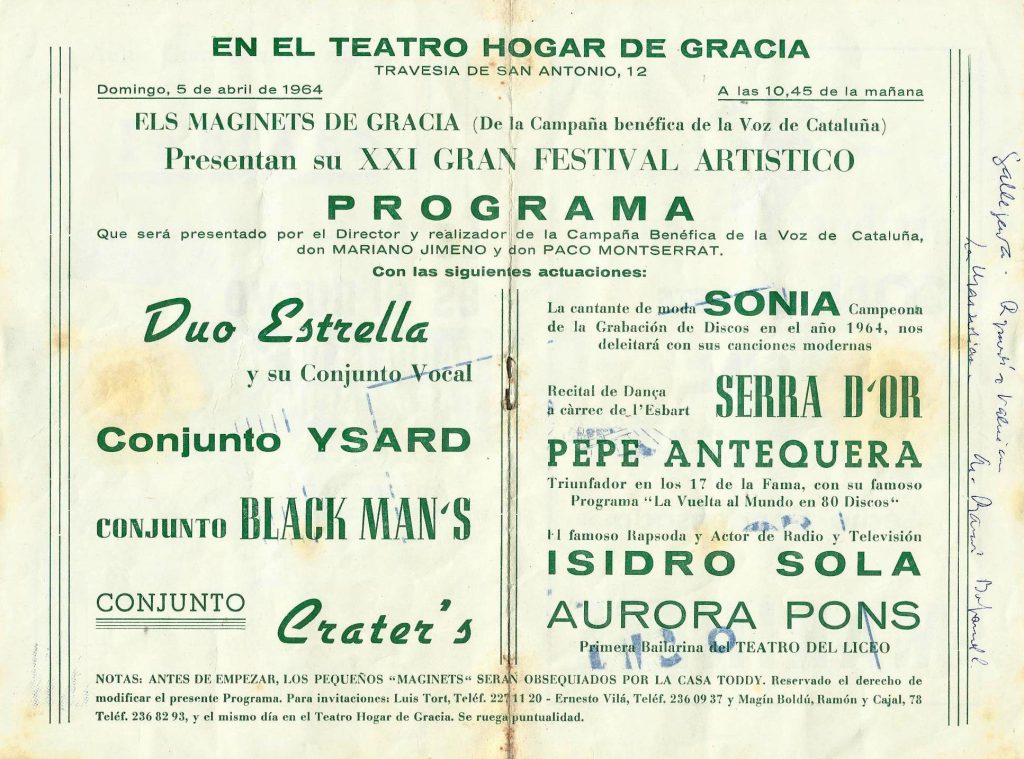 EN EL TEATRO HOGAR DE GRACIA
TRAVESIA DE SAN ANTONIO, 12
Domingo, 5 de abril de 1964
A las 10,45 de la mañana
ELS MAGINETS DE GRACIA (De la Campaña benéfica de la Voz de Cataluña)
Presentan su XXI GRAN FESTIVAL ARTISTICO
PROGRAMA
Que será presentado por el Director y realizador de la Campaña Benéfica de la Voz de Cataluña,
don MARIANO JIMENO y don PACO MONTSERRAT.
Con las siguientes actuaciones:
Duo Estrella
y su Conjunto Vocal
Conjunto YSARD
CONJUNTO BLACK MAN'S
CONJUNTO
Crater's
La cantante de moda SONIA Campeona
de la Grabación de Discos en el año 1964, nos
deleitará con sus canciones modernas
Recital de Dança
a càrrec de l'Esbart SERRA D'OR
PEPE ANTEQUERA
Triunfador en los 17 de la Fama, con su famoso
Programa "La Vuelta al Mundo en 80 Discos"
El famoso Rapsoda y Actor de Radio y Televisión
ISIDRO SOLA
AURORA PONS
Primera Bailarina del TEATRO DEL LICEO
NOTAS: ANTES DE EMPEZAR, LOS PEQUEÑOS "MAGINETS" SERAN OBSEQUIADOS POR LA CASA TODDY. Reservado el derecho de
modificar el presente Programa. Para invitaciones: Luis Tort, Teléf. 227 11 20 - Ernesto Vilá, Teléf. 236 09 37 y Magín Boldú, Ramón y Cajal, 78
Teléf. 236 82 93, y el mismo día en el Teatro Hogar de Gracia. Se ruega puntualidad.